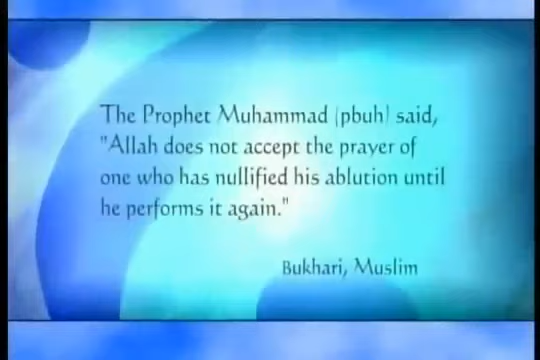 The Prophet Muhammad (pbuh) said,
"Allah does not accept the prayer of
one who has nullified his ablution until
he performs it again."
Bukhari, Muslim